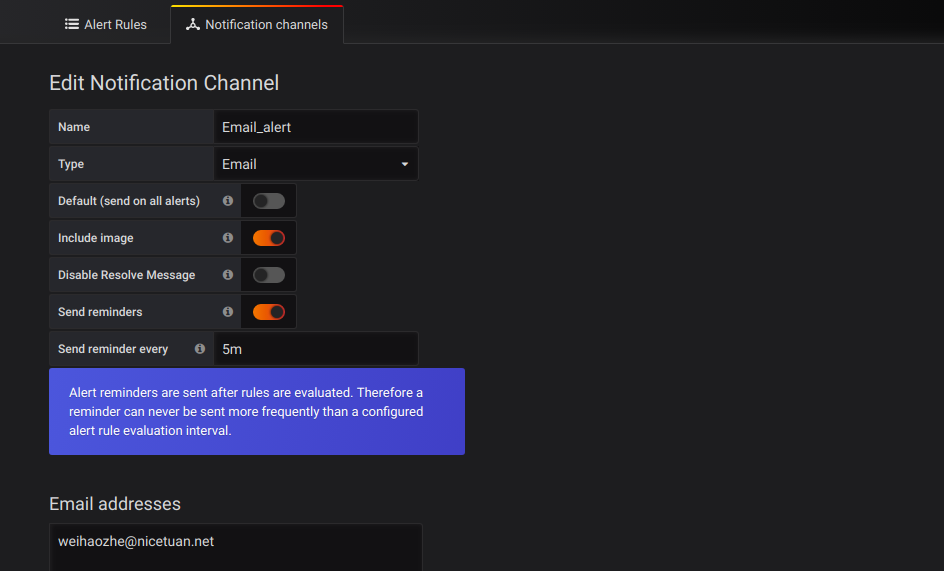 Alert Rules
Notification channels
Edit Notification Channel
Name
Email_alert
Type
Email
Default (send on all alerts)
Include image
Disable Resolve Message
Send reminders
Send reminder every
5m
Alert reminders are sent after rules are evaluated. Therefore a
reminder can never be sent more frequently than a configured
alert rule evaluation interval.
Email addresses
weihaozhe@nicetuan.net